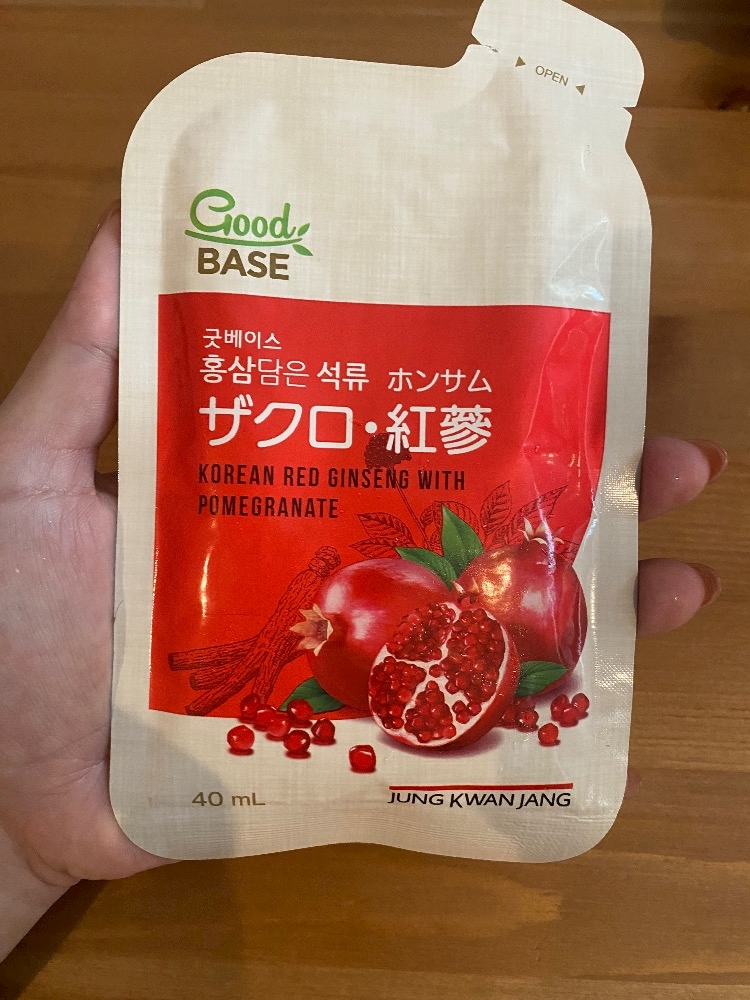 ▶ OPEN ◀
Good
BASE
굿베이스
홍삼담은 석류 ホンサム
ザクロ・紅蔘
KOREAN RED GINSENG WITH
POMEGRANATE
40 mL
JUNG KWAN JANG